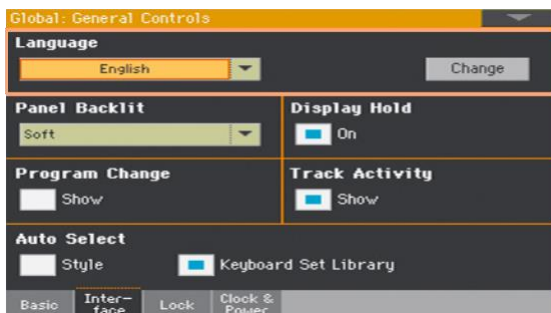 Global: General Controls
Language
English
Change
Panel Backlit
Display Hold
Soft
On
Program Change
Track Activity
Show
Show
Auto Select
Style
Keyboard Set Library
Basic
Inter-
face
Lock
Clock &
Power